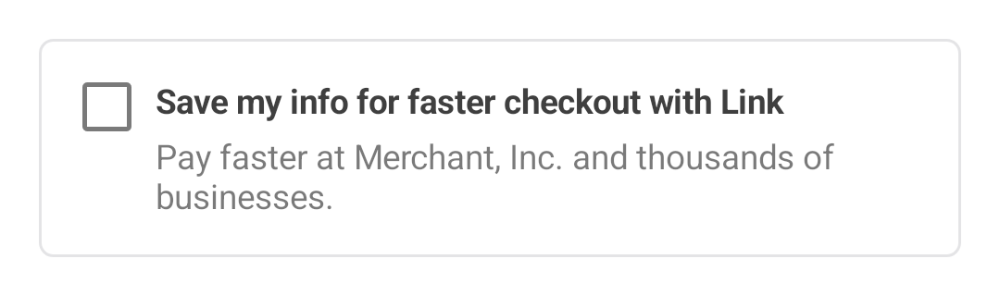 Save my info for faster checkout with Link
Pay faster at Merchant, Inc. and thousands of
businesses.